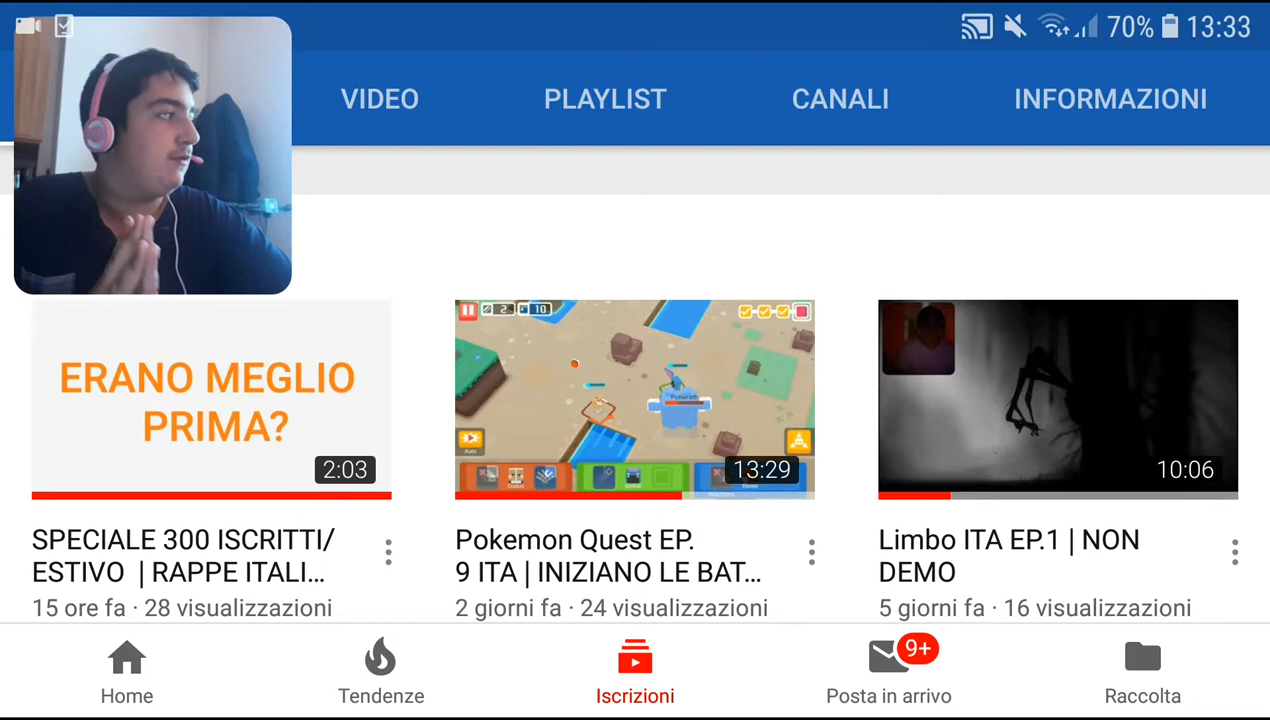 70% 13:33
VIDEO PLAYLIST CANALI INFORMAZIONI
ERANO MEGLIO
PRIMA?
2:03
SPECIALE 300 ISCRITTI/
ESTIVO | RAPPE ITALI...
15 ore fa · 28 visualizzazioni
2 10
Auto
13:29
Pokemon Quest EP.
9 ITA | INIZIANO LE BAT...
2 giorni fa · 24 visualizzazioni
10:06
Limbo ITA EP.1 | NON
DEMO
5 giorni fa · 16 visualizzazioni
9+
Home Tendenze Iscrizioni Posta in arrivo Raccolta